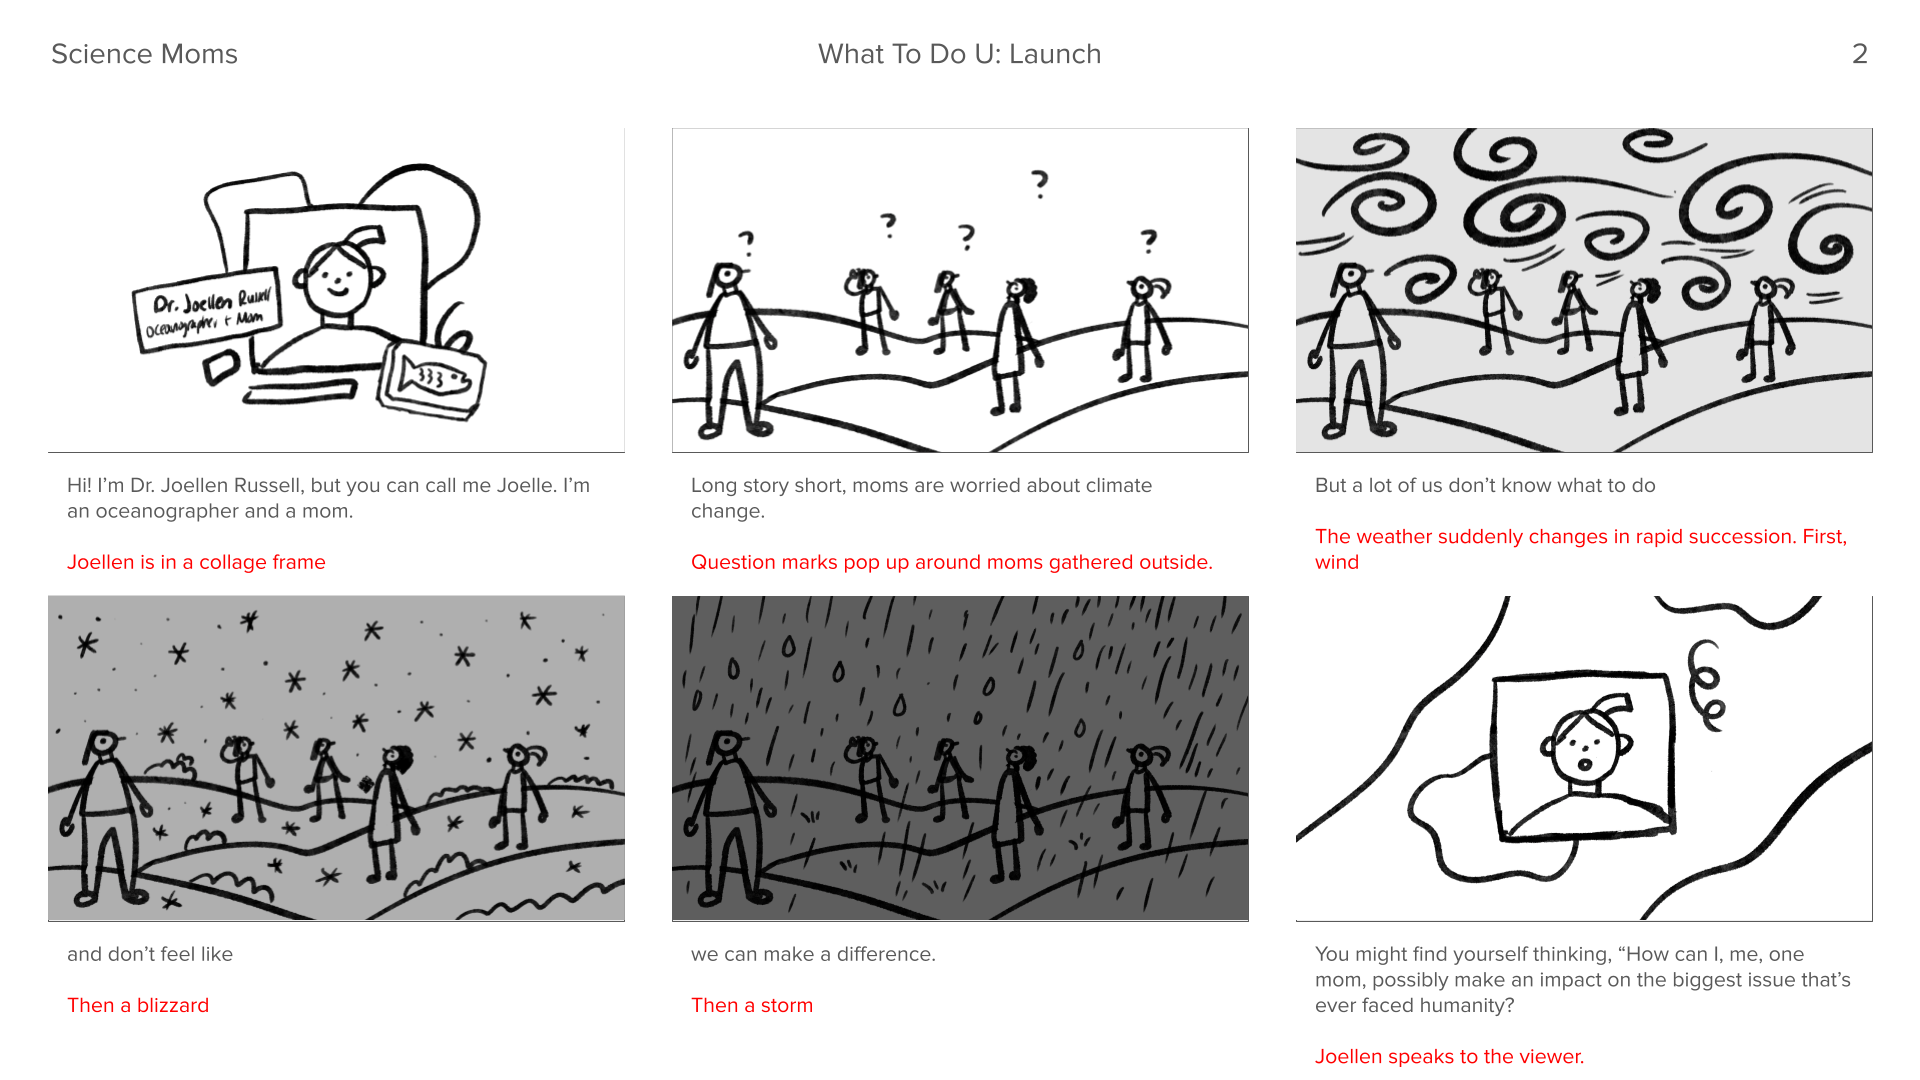 Science Moms
What To Do U: Launch
2
Dr. Joellen Russell
Oceanographer + Mom
Hi! I'm Dr. Joellen Russell, but you can call me Joelle. I'm
an oceanographer and a mom.
Joellen is in a collage frame
?
?
?
?
?
Long story short, moms are worried about climate
change.
Question marks pop up around moms gathered outside.
But a lot of us don't know what to do
The weather suddenly changes in rapid succession. First,
wind
and don't feel like
Then a blizzard
we can make a difference.
Then a storm
You might find yourself thinking, “How can I, me, one
mom, possibly make an impact on the biggest issue that's
ever faced humanity?
Joellen speaks to the viewer.